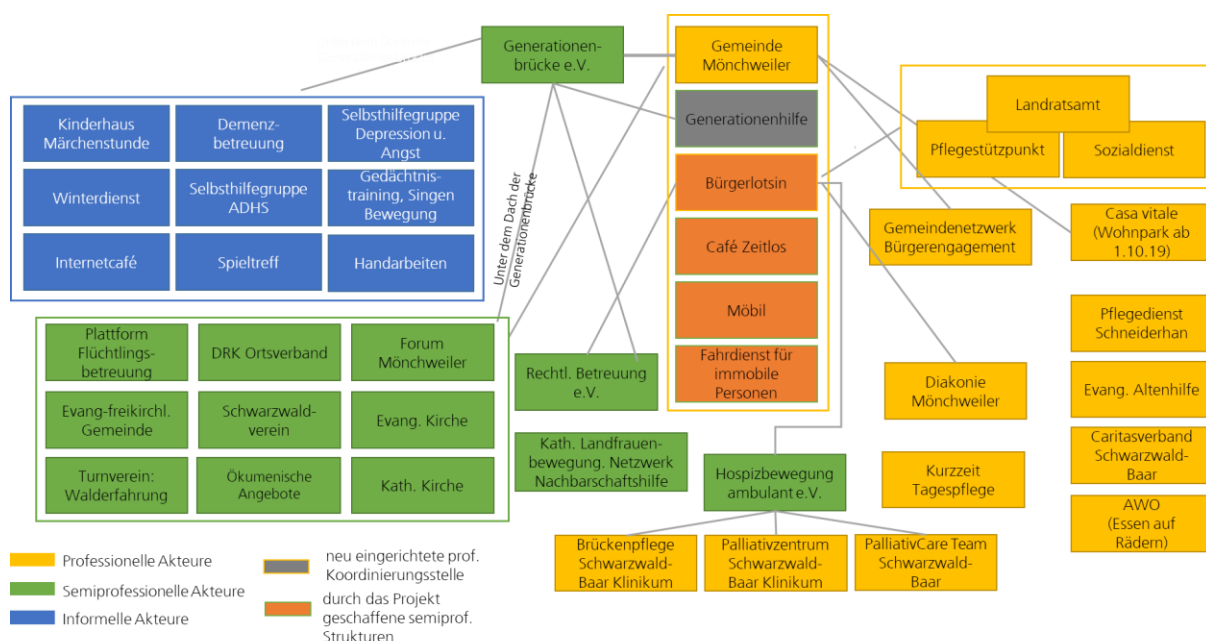 Generationen-
brücke e.V.
Gemeinde
Mönchweiler
Landratsamt
Pflegestützpunkt
Sozialdienst
Generationenhilfe
Bürgerlotsin
Café Zeitlos
Möbil
Fahrdienst für
immobile
Personen
Kinderhaus
Märchenstunde
Demenz-
betreuung
Selbsthilfegruppe
Depression u.
Angst
Winterdienst
Selbsthilfegruppe
ADHS
Gedächtnis-
training, Singen
Bewegung
Internetcafé
Spieltreff
Handarbeiten
Unter dem Dach der
Generationenbrücke
Gemeindenetzwerk
Bürgerengagement
Casa vitale
(Wohnpark ab
1.10.19)
Plattform
Flüchtlings-
betreuung
DRK Ortsverband
Forum
Mönchweiler
Evang-freikirchl.
Gemeinde
Schwarzwald-
verein
Evang. Kirche
Turnverein:
Walderfahrung
Ökumenische
Angebote
Kath. Kirche
Rechtl. Betreuung
e.V.
Kath. Landfrauen-
bewegung. Netzwerk
Nachbarschaftshilfe
Hospizbewegung
ambulant e.V.
Diakonie
Mönchweiler
Kurzzeit
Tagespflege
Pflegedienst
Schneiderhan
Evang. Altenhilfe
Caritasverband
Schwarzwald-
Baar
AWO
(Essen auf
Rädern)
Brückenpflege
Schwarzwald-
Baar Klinikum
Palliativzentrum
Schwarzwald-
Baar Klinikum
PalliativCare Team
Schwarzwald-
Baar
Professionelle Akteure
Semiprofessionelle Akteure
Informelle Akteure
neu eingerichtete prof.
Koordinierungsstelle
durch das Projekt
geschaffene semiprof.
Strukturen